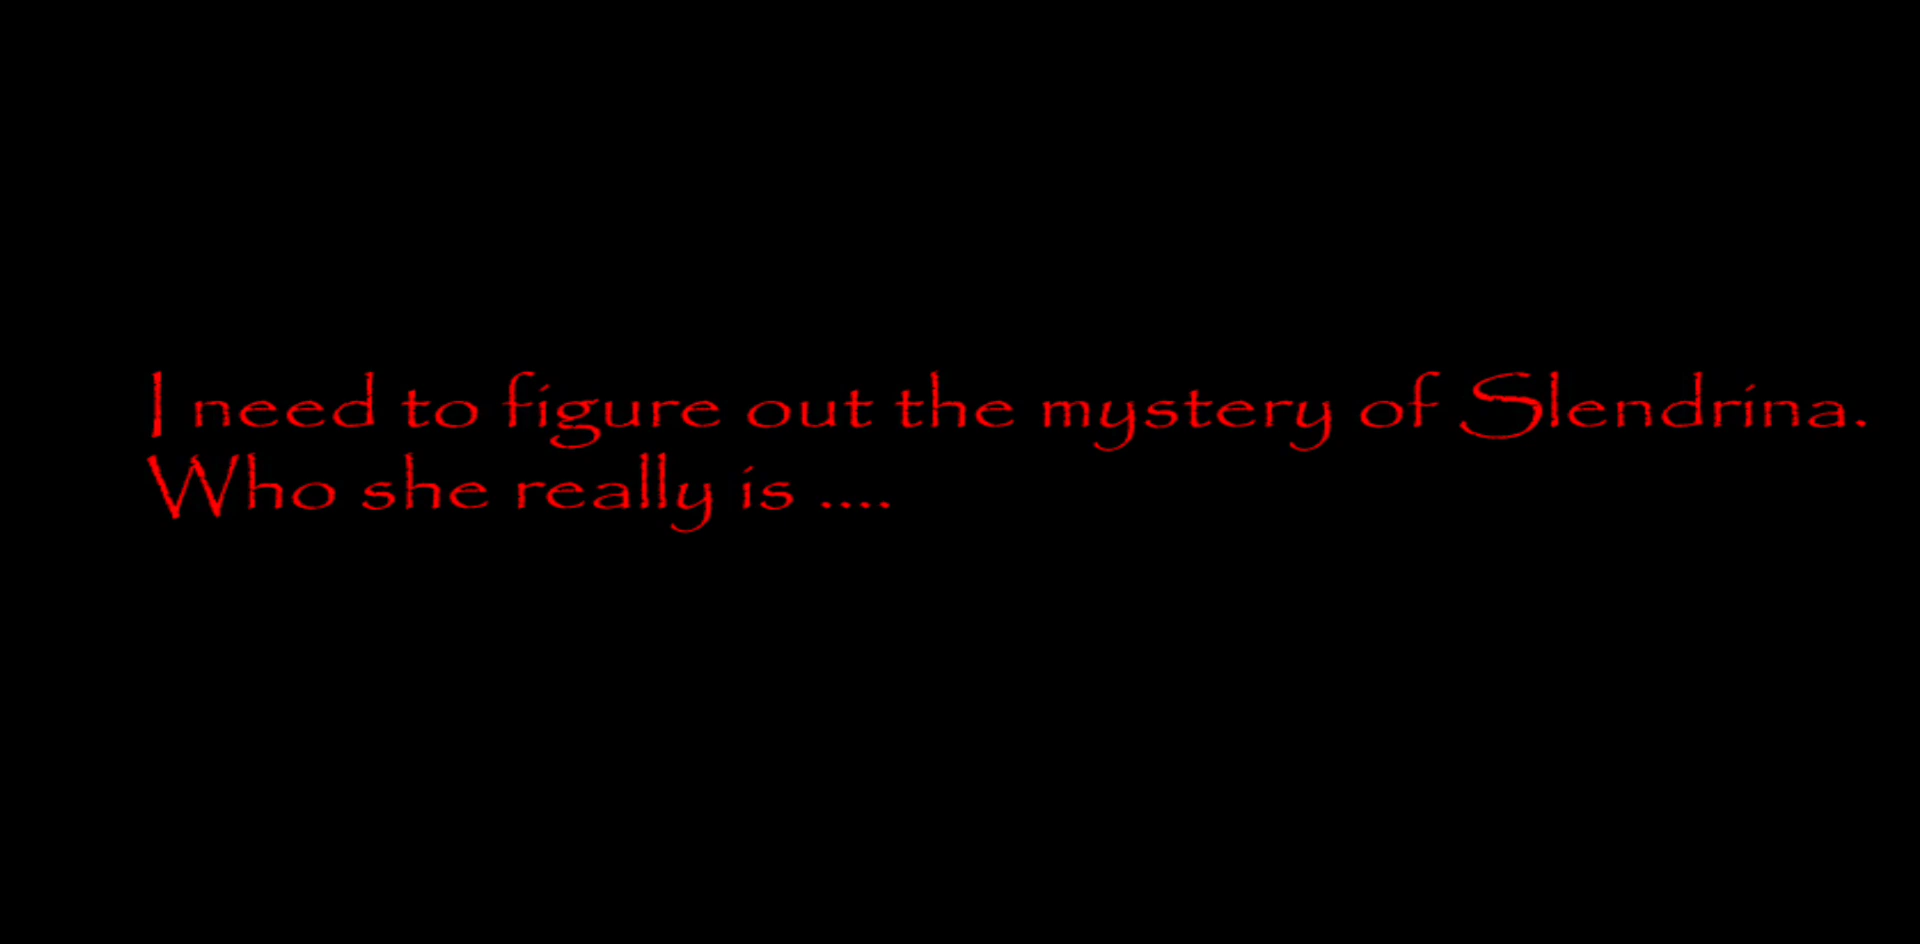 I need to figure out the mystery of Slendrina.
Who she really is ....